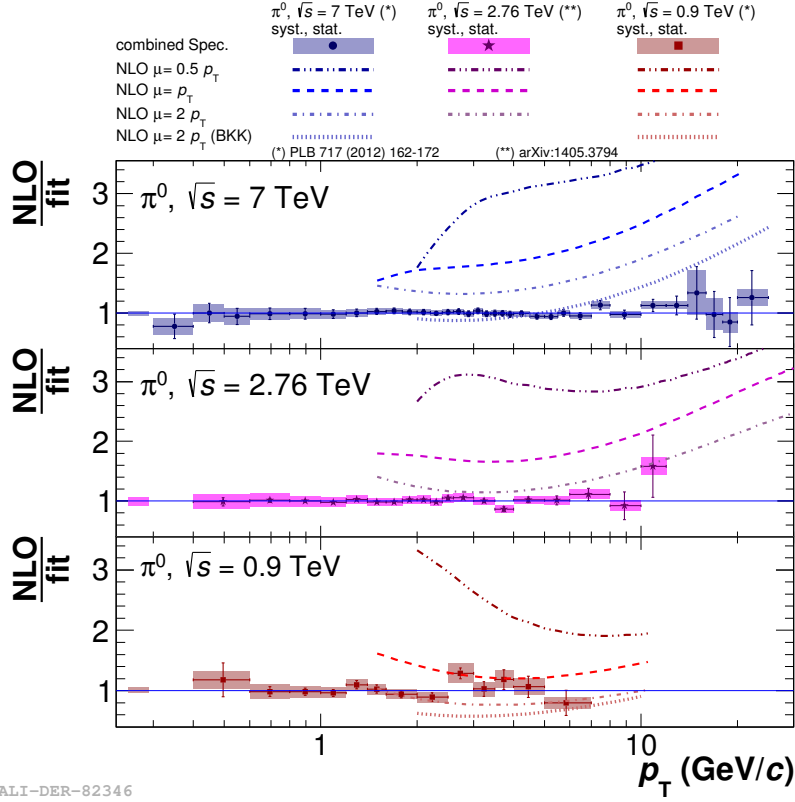 π⁰, √s = 7 TeV (*) π⁰, √s = 2.76 TeV (**) π⁰, √s = 0.9 TeV (*)
syst., stat. syst., stat. syst., stat.
combined Spec.
NLO μ= 0.5 p_T
NLO μ= p_T
NLO μ= 2 p_T
NLO μ= 2 p_T (BKK)
(*) PLB 717 (2012) 162-172 (**) arXiv:1405.3794
NLO
fit
3
2
1
π⁰, √s = 7 TeV
NLO
fit
3
2
1
π⁰, √s = 2.76 TeV
NLO
fit
3
2
1
π⁰, √s = 0.9 TeV
1 10
p_T (GeV/c)
ALI-DER-82346